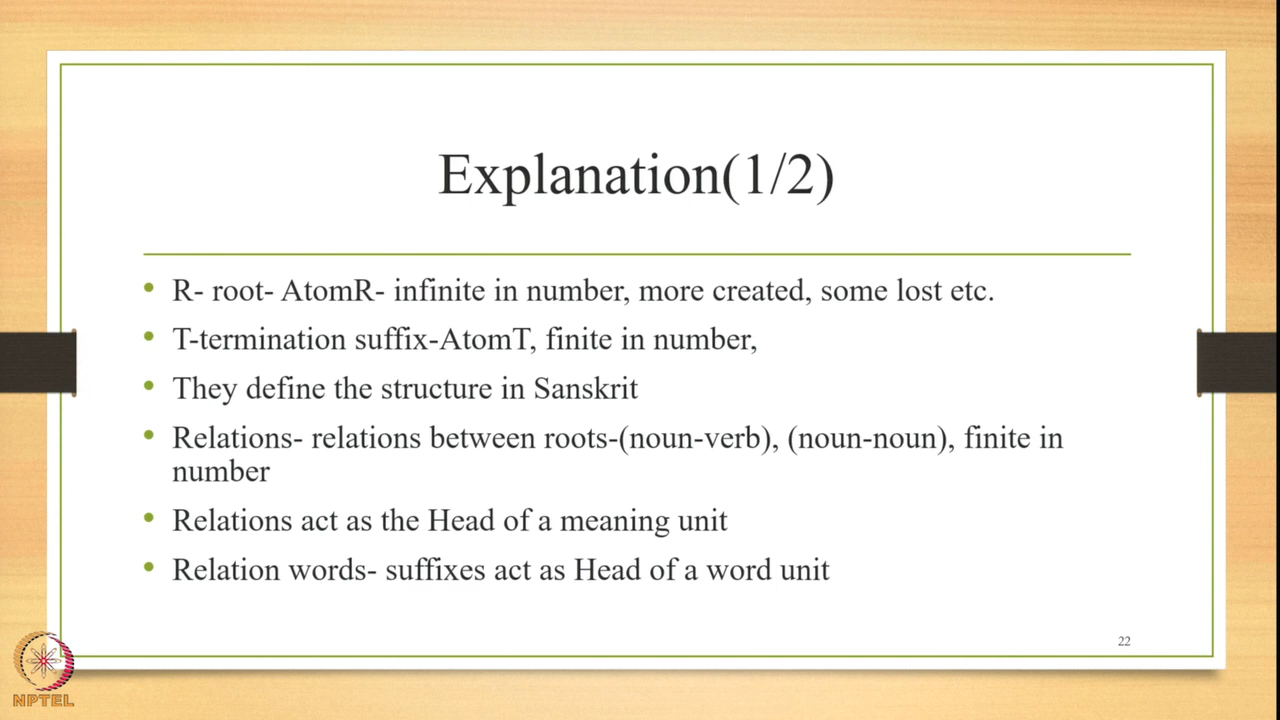 Explanation(1/2)
R- root- AtomR- infinite in number, more created, some lost etc.
T-termination suffix-AtomT, finite in number,
They define the structure in Sanskrit
Relations- relations between roots-(noun-verb), (noun-noun), finite in
number
Relations act as the Head of a meaning unit
Relation words- suffixes act as Head of a word unit
22
NPTEL